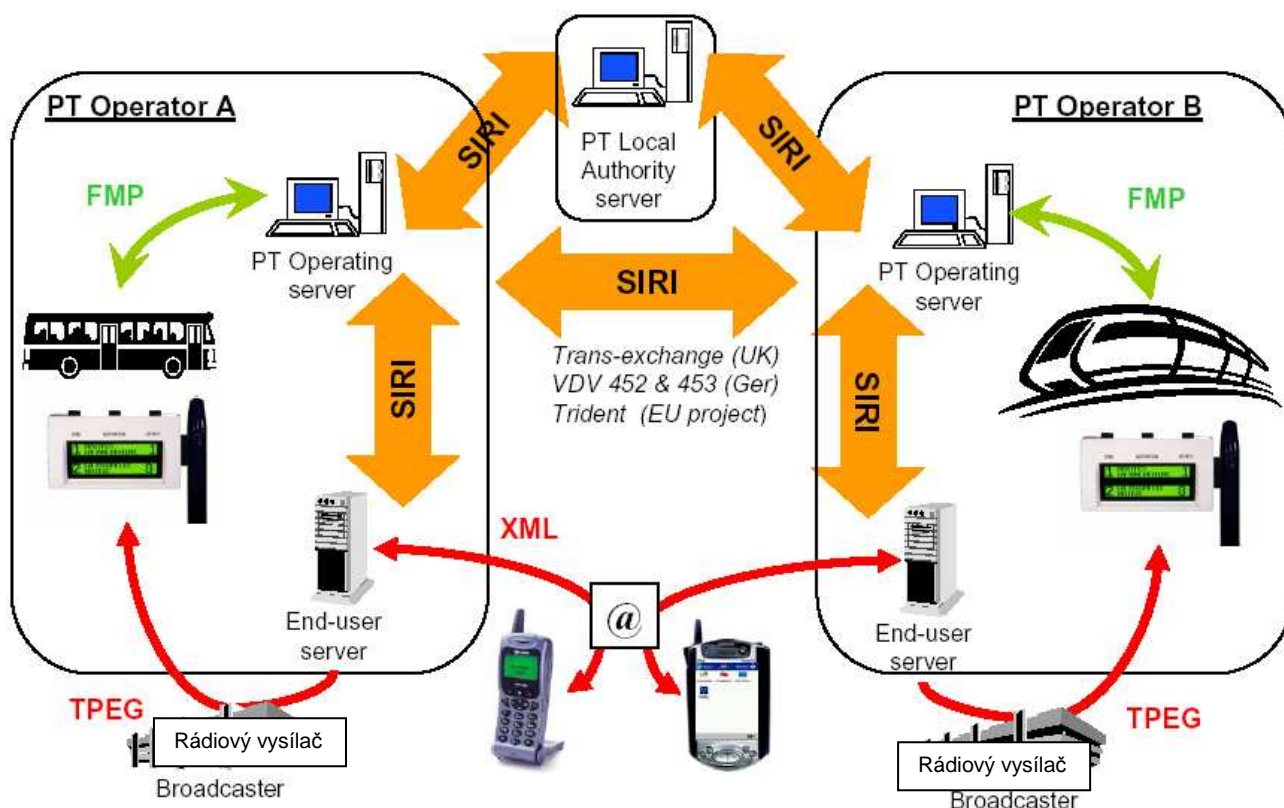 PT Operator A
FMP
PT Operating
server
SIRI
PT Local
Authority
server
SIRI
PT Operator B
FMP
PT Operating
server
SIRI
SIRI
SIRI
Trans-exchange (UK)
VDV 452 & 453 (Ger)
Trident (EU project)
XML
@
End-user
server
End-user
server
TPEG
Rádiový vysílač
Broadcaster
TPEG
Rádiový vysílač
Broadcaster